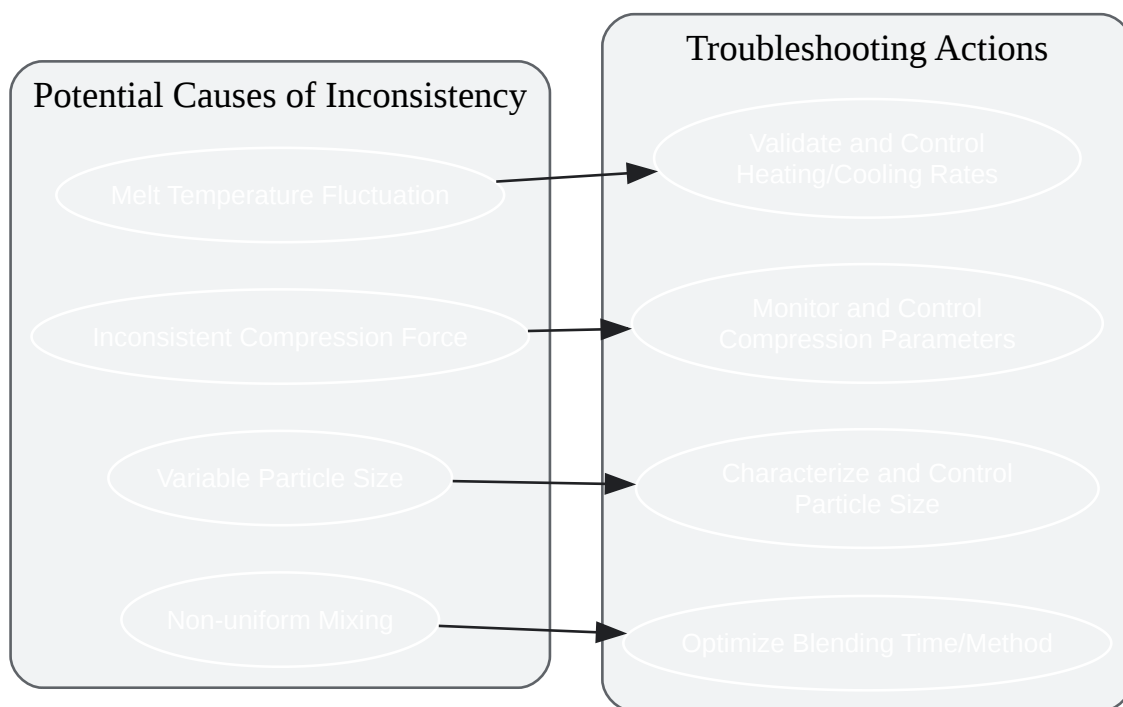 Potential Causes of Inconsistency
Melt Temperature Fluctuation
Inconsistent Compression Force
Variable Particle Size
Non-uniform Mixing
Troubleshooting Actions
Validate and Control
Heating/Cooling Rates
Monitor and Control
Compression Parameters
Characterize and Control
Particle Size
Optimize Blending Time/Method